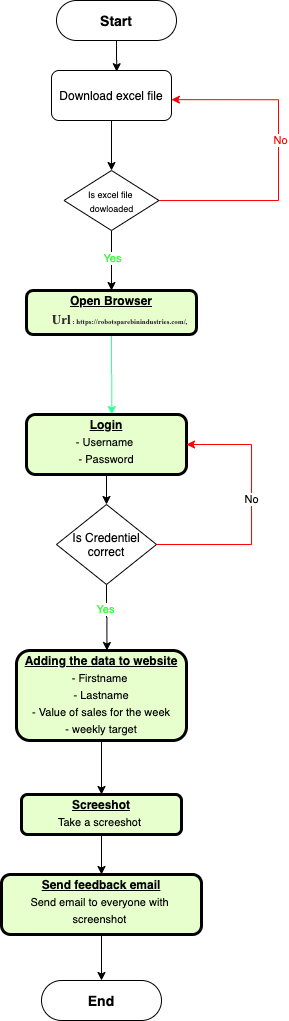 Start
Download excel file
No
Is excel file
dowloaded
Yes
Open Browser
Url : https://robotsparebinindustries.com/,
Login
- Username
- Password
No
Is Credentiel
correct
Yes
Adding the data to website
- Firstname
- Lastname
- Value of sales for the week
- weekly target
Screeshot
Take a screeshot
Send feedback email
Send email to everyone with
screenshot
End